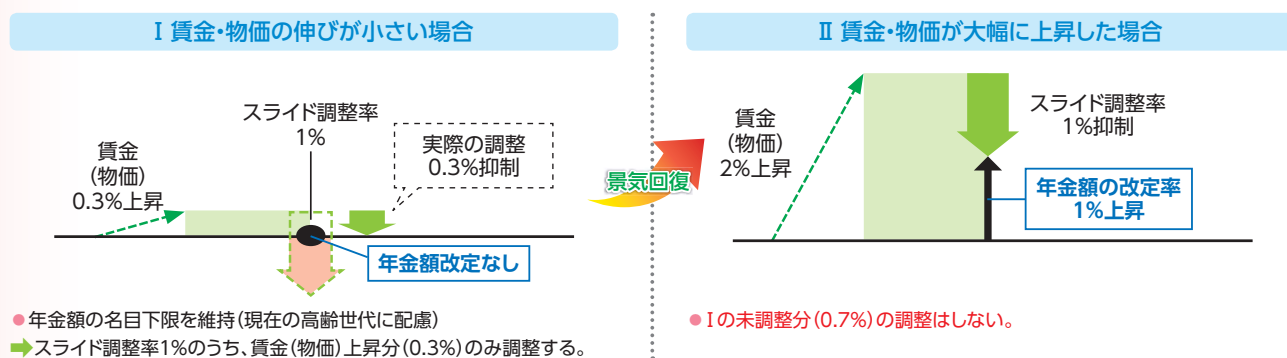 Ⅰ 賃金・物価の伸びが小さい場合
スライド調整率
1%
賃金
(物価)
0.3%上昇
実際の調整
0.3%抑制
年金額改定なし
●年金額の名目下限を維持(現在の高齢世代に配慮)
➡スライド調整率1%のうち、賃金(物価)上昇分(0.3%)のみ調整する。
景気回復
Ⅱ 賃金・物価が大幅に上昇した場合
賃金
(物価)
2%上昇
スライド調整率
1%抑制
年金額の改定率
1%上昇
●Ⅰの未調整分(0.7%)の調整はしない。